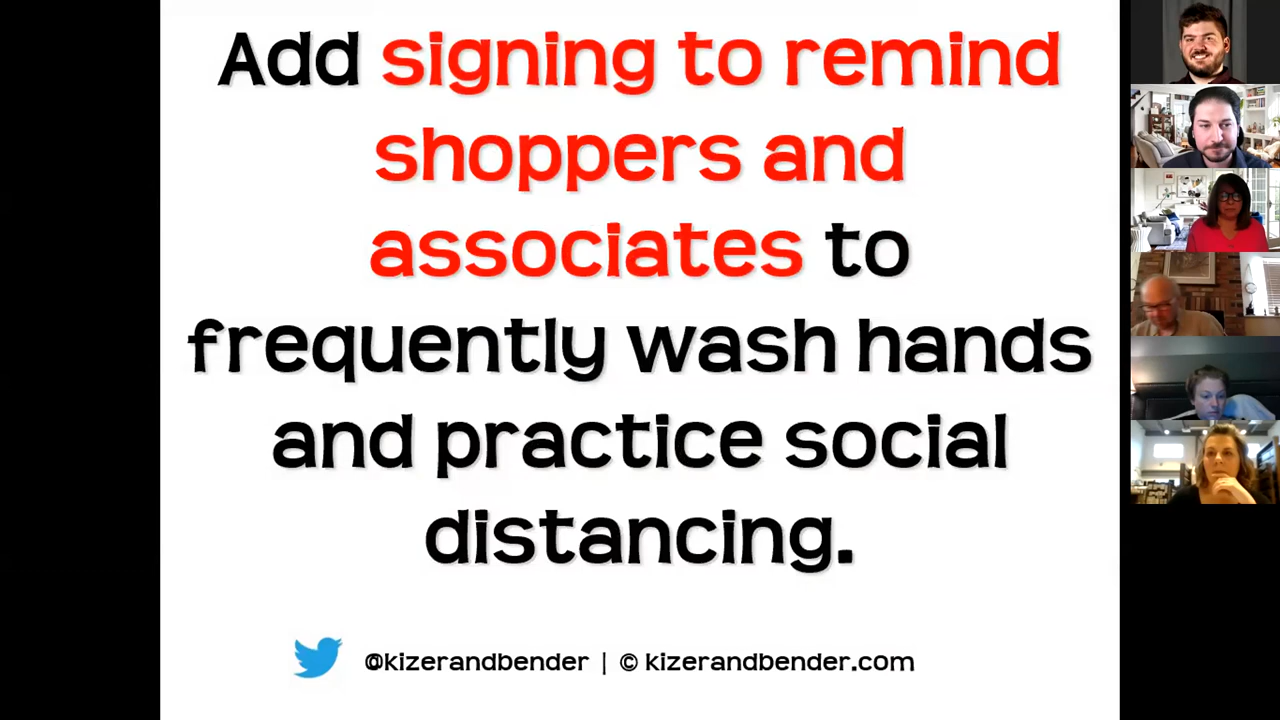 Add signing to remind
shoppers and
associates to
frequently wash hands
and practice social
distancing.
@kizerandbender | © kizerandbender.com